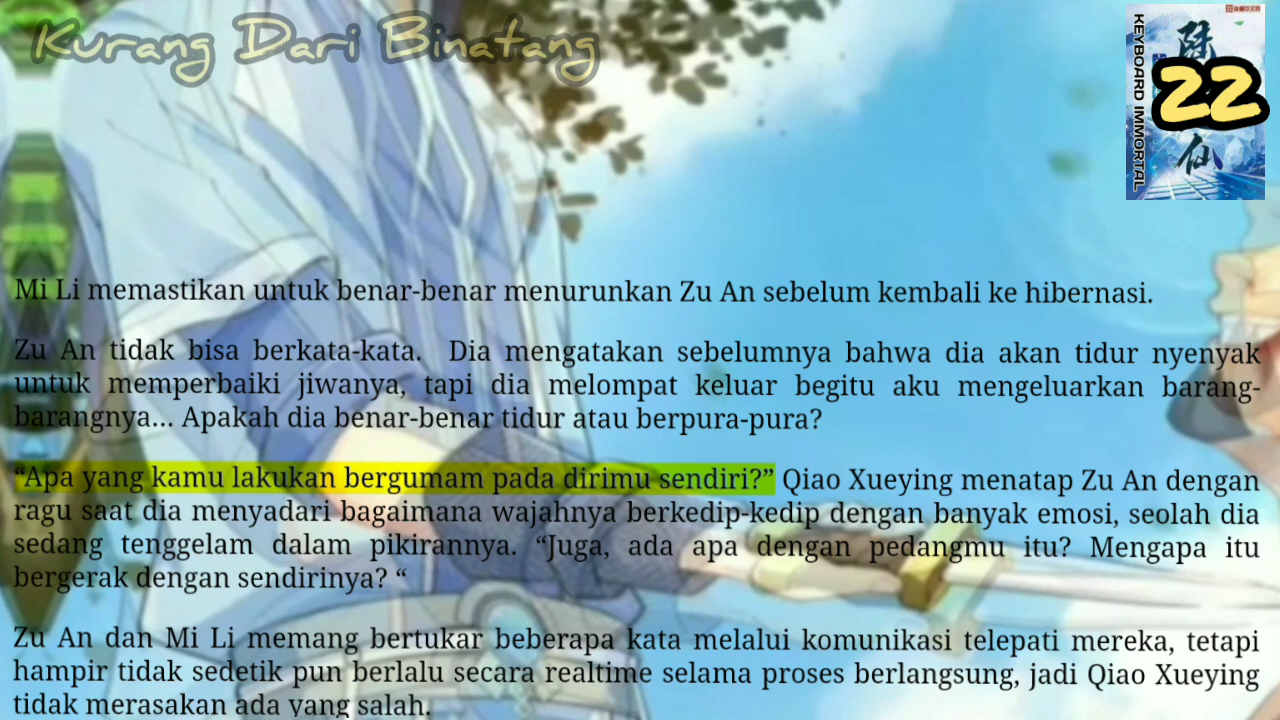 Kurang Dari Binatang
KEYBOARD IMMORTAL
陸
22
仙
Mi Li memastikan untuk benar-benar menurunkan Zu An sebelum kembali ke hibernasi.
Zu An tidak bisa berkata-kata.  Dia mengatakan sebelumnya bahwa dia akan tidur nyenyak
untuk memperbaiki jiwanya, tapi dia melompat keluar begitu aku mengeluarkan barang-
barangnya... Apakah dia benar-benar tidur atau berpura-pura?
“Apa yang kamu lakukan bergumam pada dirimu sendiri?” Qiao Xueying menatap Zu An dengan
ragu saat dia menyadari bagaimana wajahnya berkedip-kedip dengan banyak emosi, seolah dia
sedang tenggelam dalam pikirannya. “Juga, ada apa dengan pedangmu itu? Mengapa itu
bergerak dengan sendirinya? “
Zu An dan Mi Li memang bertukar beberapa kata melalui komunikasi telepati mereka, tetapi
hampir tidak sedetik pun berlalu secara realtime selama proses berlangsung, jadi Qiao Xueying
tidak merasakan ada yang salah.